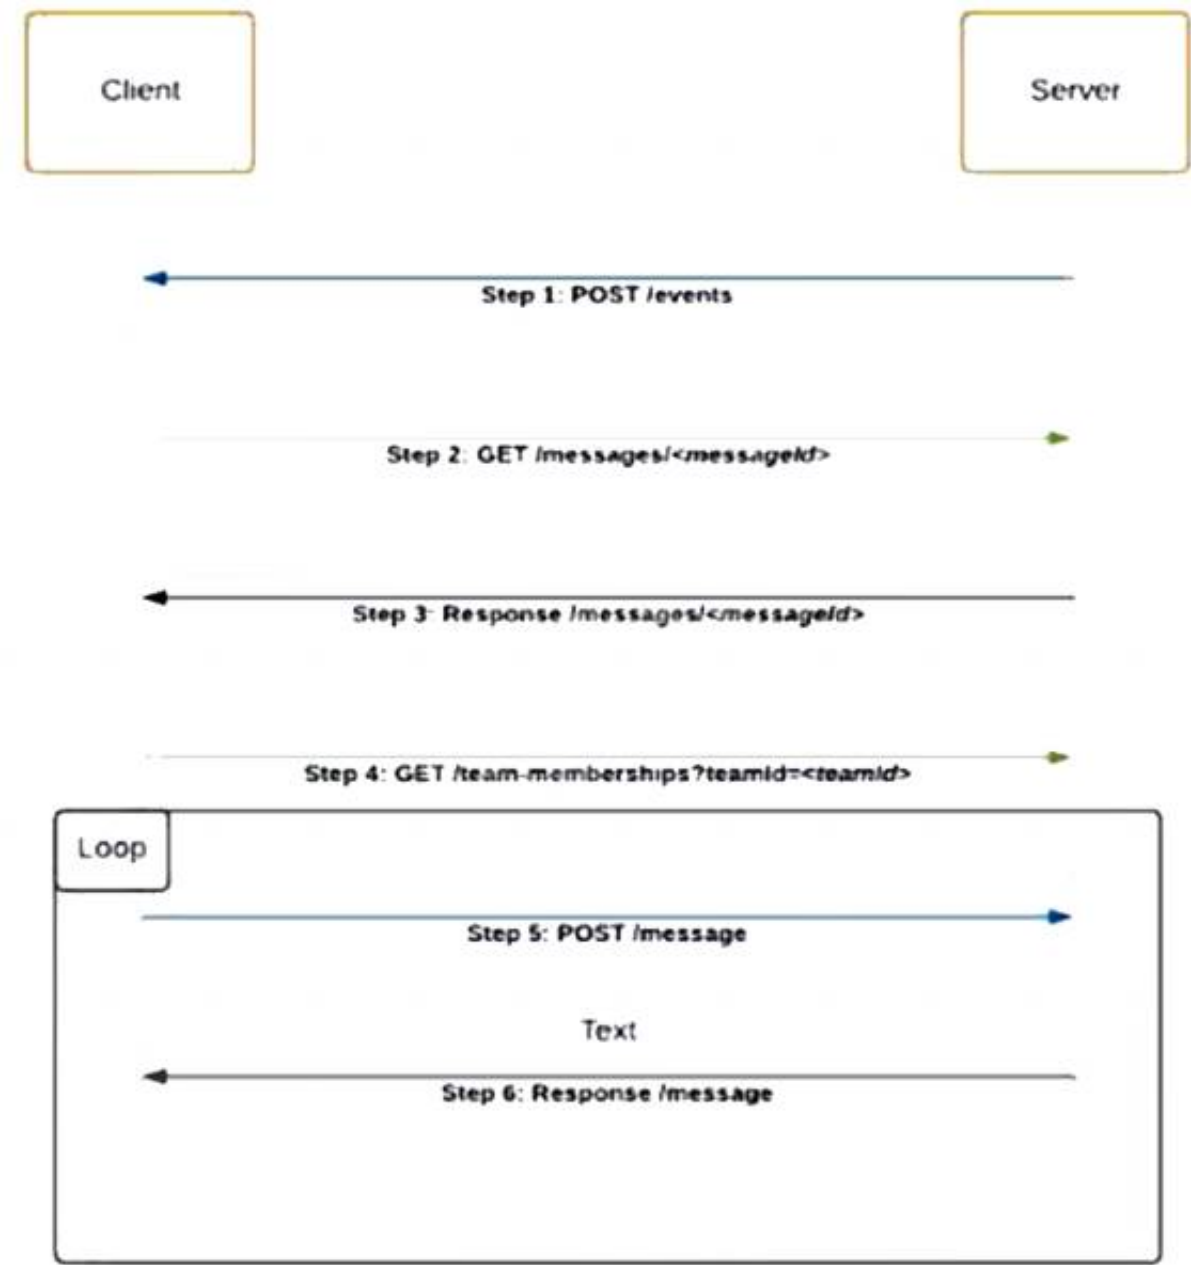 Client
Server
Step 1: POST /events
Step 2: GET /messages/<messageId>
Step 3: Response /messages/<messageId>
Step 4: GET /team-memberships?teamId=<teamId>
Loop
Step 5: POST /message
Text
Step 6: Response /message